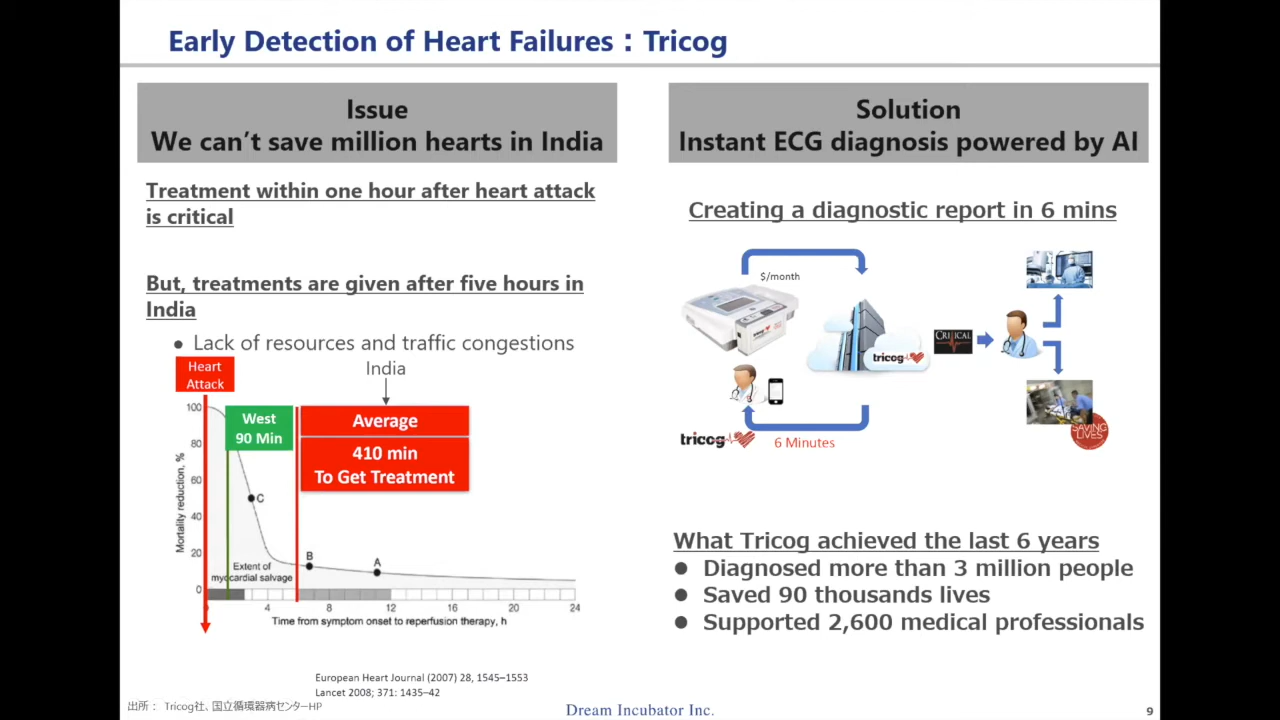 Early Detection of Heart Failures：Tricog
Issue
We can't save million hearts in India
Treatment within one hour after heart attack
is critical
But, treatments are given after five hours in
India
● Lack of resources and traffic congestions
Heart
Attack
India
West
90 Min
Average
410 min
To Get Treatment
Mortality reduction, %
100
80
60
40
20
0
C
B
A
Extent of
myocardial salvage
4
8
12
16
20
24
Time from symptom onset to reperfusion therapy, h
European Heart Journal (2007) 28, 1545–1553
Lancet 2008; 371: 1435–42
出所： Tricog社、国立循環器病センターHP
Solution
Instant ECG diagnosis powered by AI
Creating a diagnostic report in 6 mins
$/month
tricog
tricog
CRITICAL
tricog
6 Minutes
SAVING
LIVES
What Tricog achieved the last 6 years
● Diagnosed more than 3 million people
● Saved 90 thousands lives
● Supported 2,600 medical professionals
Dream Incubator Inc.
9